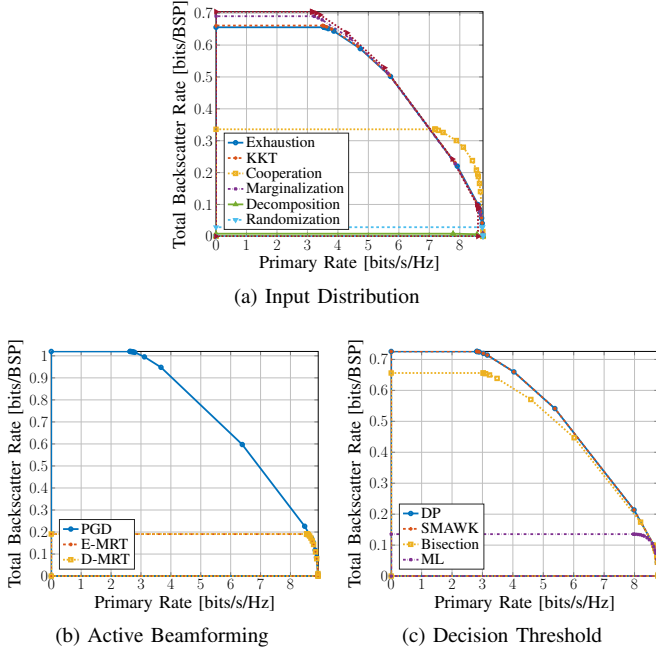 0.7
0.6
0.5
0.4
0.3
0.2
0.1
0
Total Backscatter Rate [bits/BSP]
Exhaustion
KKT
Cooperation
Marginalization
Decomposition
Randomization
0 1 2 3 4 5 6 7 8
Primary Rate [bits/s/Hz]
(a) Input Distribution
1
0.9
0.8
0.7
0.6
0.5
0.4
0.3
0.2
0.1
0
Total Backscatter Rate [bits/BSP]
PGD
E-MRT
D-MRT
0 1 2 3 4 5 6 7 8
Primary Rate [bits/s/Hz]
(b) Active Beamforming
0.7
0.6
0.5
0.4
0.3
0.2
0.1
0
Total Backscatter Rate [bits/BSP]
DP
SMAWK
Bisection
ML
0 1 2 3 4 5 6 7 8
Primary Rate [bits/s/Hz]
(c) Decision Threshold